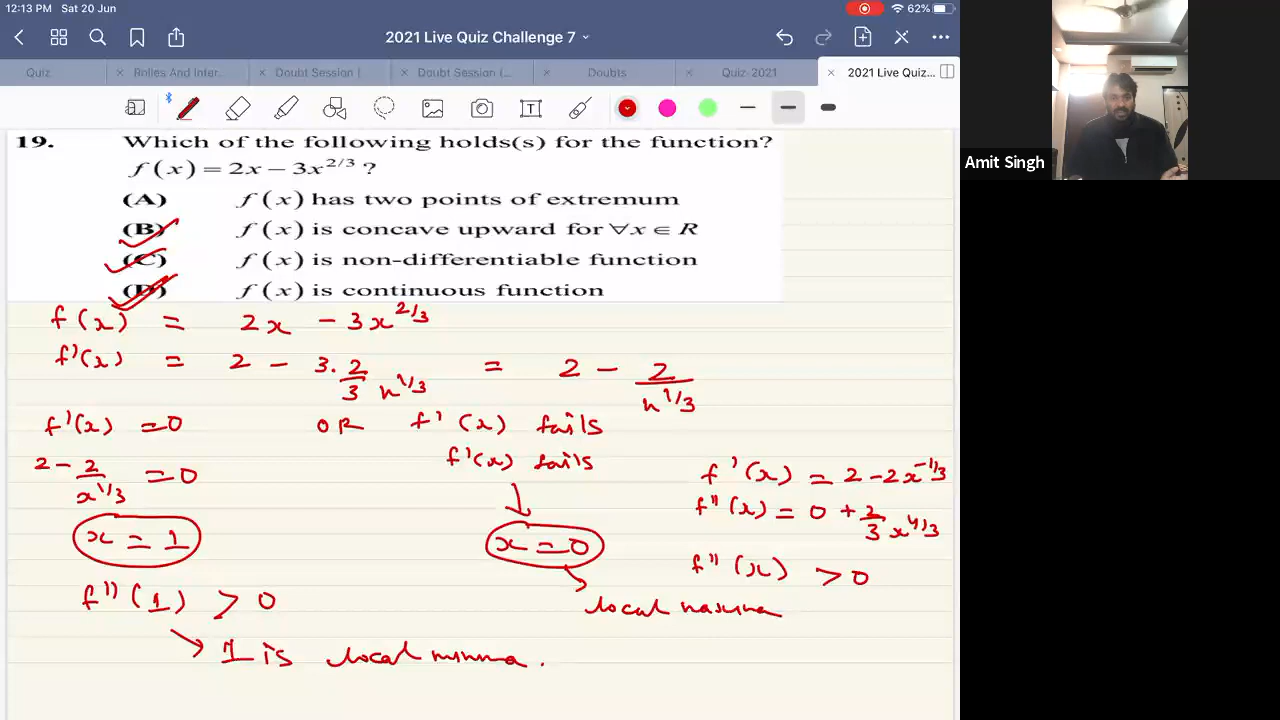 12:13 PM Sat 20 Jun
62%
2021 Live Quiz Challenge 7
Quiz
Rolles And Inter...
Doubt Session (
Doubt Session (...
Doubts
Quiz-2021
2021 Live Quiz...
19. Which of the following holds(s) for the function?
f(x) = 2x − 3x^{2/3} ?
(A) f(x) has two points of extremum
(B) f(x) is concave upward for ∀x ∈ R
(C) f(x) is non-differentiable function
(D) f(x) is continuous function
f(x) = 2x − 3x^{2/3}
f'(x) = 2 − 3·2/3 x^{1/3} = 2 − 2/x^{1/3}
f'(x) = 0 OR f'(x) fails
f'(x) fails
2 − 2/x^{1/3} = 0
x = 1
x = 0
f'(x) = 2 − 2x^{−1/3}
f''(x) = 0 + 2/3 x^{4/3}
f''(x) > 0
f''(1) > 0
local maxima
1 is local minima.
Amit Singh